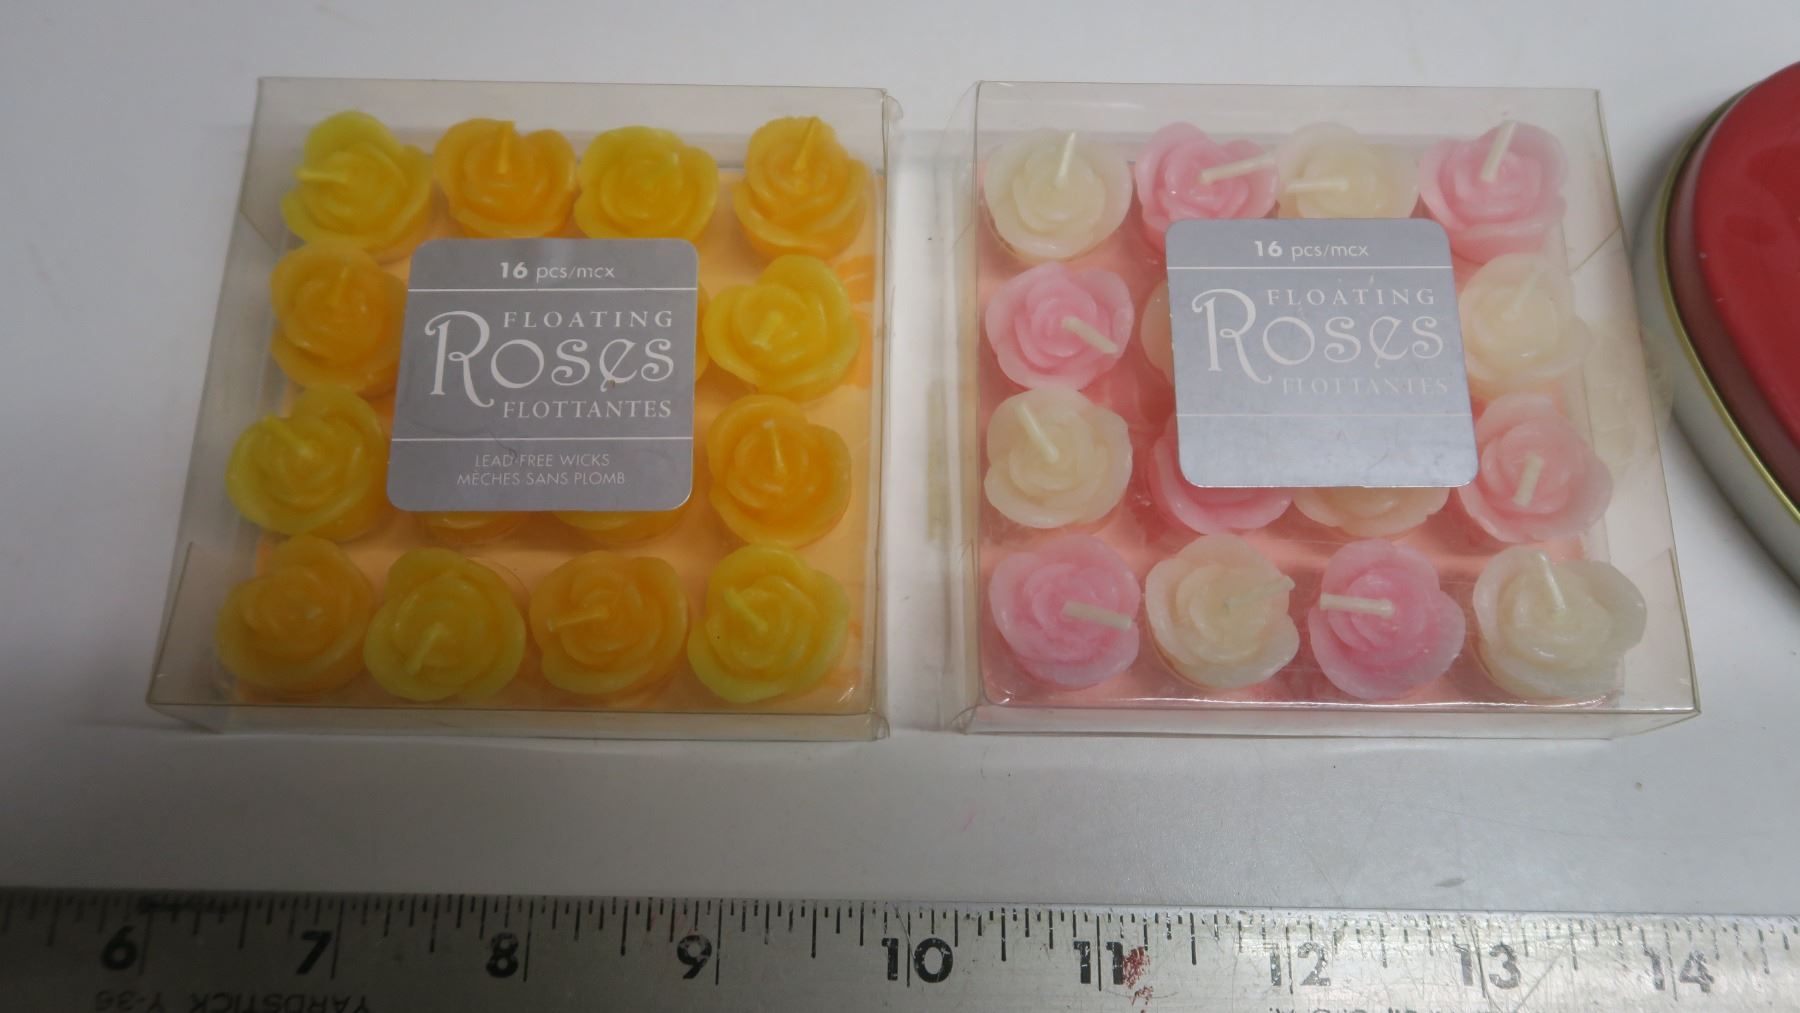 16 pcs/mcx
FLOATING
Roses
FLOTTANTES
LEAD-FREE WICKS
MÈCHES SANS PLOMB
16 pcs/mcx
FLOATING
Roses
FLOTTANTES
6 7 8 9 10 11 12 13 14
YARDSTICK Y-36